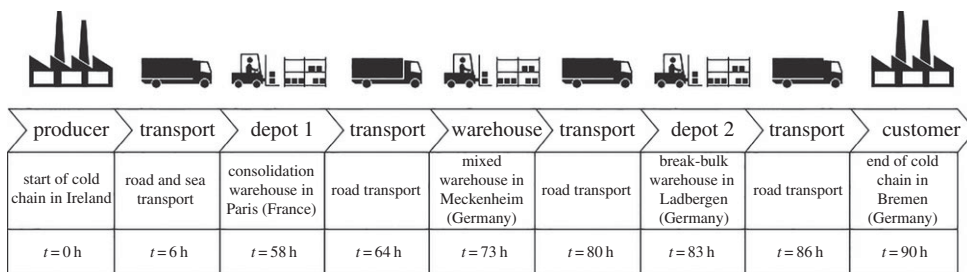 producer transport depot 1 transport warehouse transport depot 2 transport customer
start of cold
chain in Ireland
road and sea
transport
consolidation
warehouse in
Paris (France)
road transport
mixed
warehouse in
Meckenheim
(Germany)
road transport
break-bulk
warehouse in
Ladbergen
(Germany)
road transport
end of cold
chain in
Bremen
(Germany)
t = 0 h t = 6 h t = 58 h t = 64 h t = 73 h t = 80 h t = 83 h t = 86 h t = 90 h